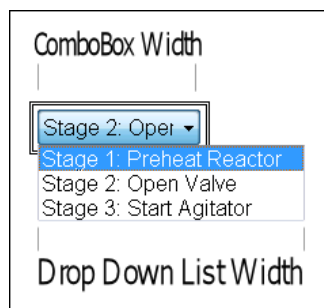 ComboBox Width
Stage 2: Oper
Stage 1: Preheat Reactor
Stage 2: Open Valve
Stage 3: Start Agitator
Drop Down List Width